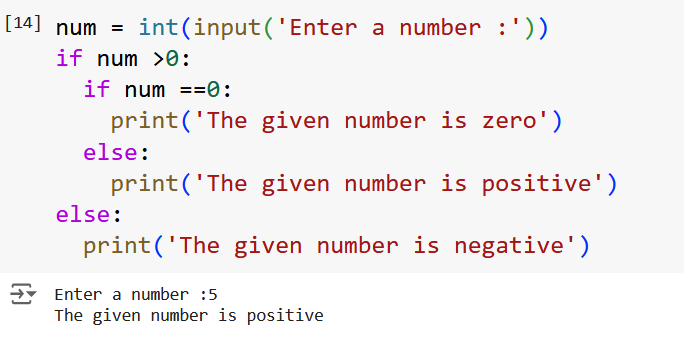 [14] num = int(input('Enter a number :'))
if num >0:
  if num ==0:
    print('The given number is zero')
  else:
    print('The given number is positive')
else:
  print('The given number is negative')
Enter a number :5
The given number is positive